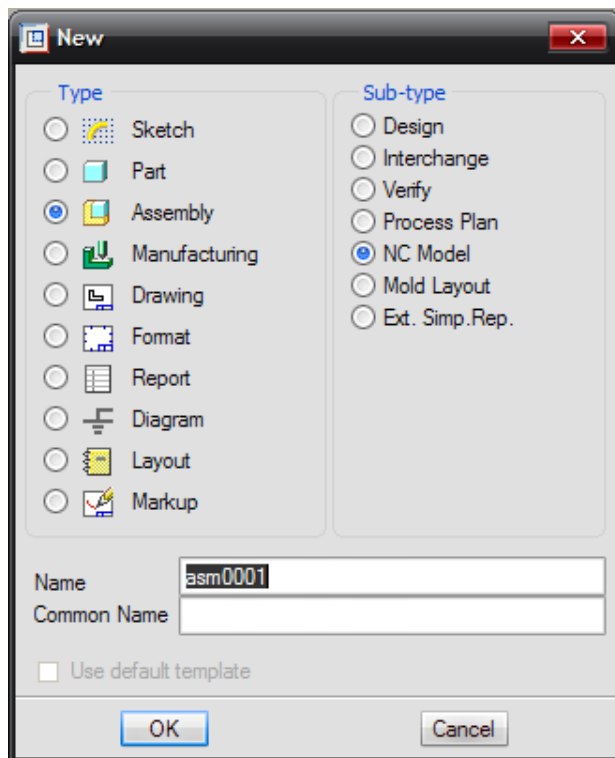 New
Type
Sketch
Part
Assembly
Manufacturing
Drawing
Format
Report
Diagram
Layout
Markup
Sub-type
Design
Interchange
Verify
Process Plan
NC Model
Mold Layout
Ext. Simp.Rep.
Name
asm0001
Common Name
Use default template
OK
Cancel